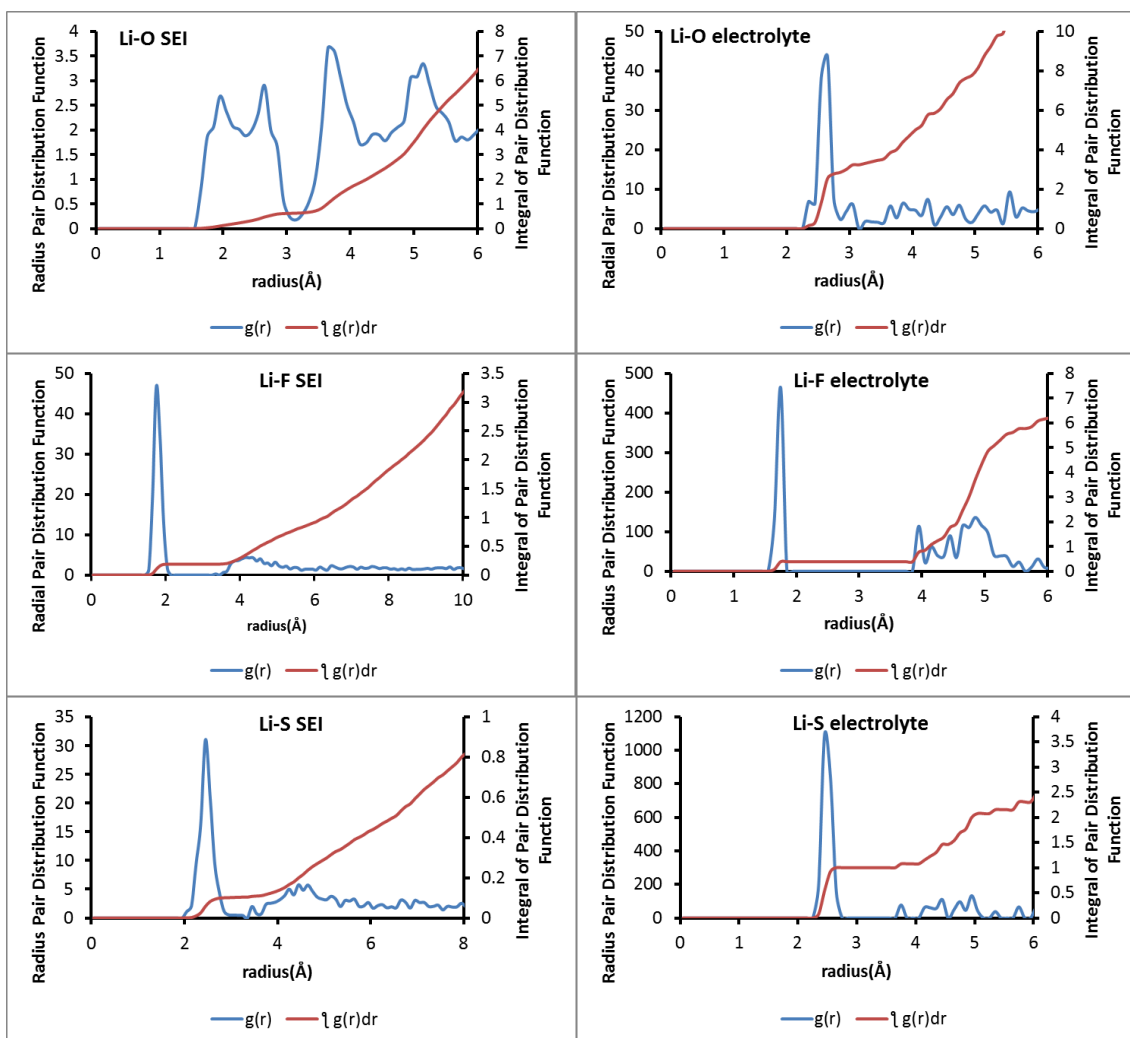 Li-O SEI
Radius Pair Distribution Function
4
3.5
3
2.5
2
1.5
1
0.5
0
8
7
6
5
4
3
2
1
0
Integral of Pair Distribution
Function
0 1 2 3 4 5 6
radius(Å)
g(r) ʅ g(r)dr
Li-O electrolyte
Radial Pair Distribution Function
50
40
30
20
10
0
10
8
6
4
2
0
Integral of Pair Distribution
Function
0 1 2 3 4 5 6
radius(Å)
g(r) ʅ g(r)dr
Li-F SEI
Radial Pair Distribution Function
50
40
30
20
10
0
3.5
3
2.5
2
1.5
1
0.5
0
Integral of Pair Distribution
Function
0 2 4 6 8 10
radius(Å)
g(r) ʅ g(r)dr
Li-F electrolyte
Radius Pair Distribution Function
500
400
300
200
100
0
8
7
6
5
4
3
2
1
0
Integral of Pair Distribution
Function
0 1 2 3 4 5 6
radius(Å)
g(r) ʅ g(r)dr
Li-S SEI
Radius Pair Distribution Function
35
30
25
20
15
10
5
0
1
0.8
0.6
0.4
0.2
0
Integral of Pair Distribution
Function
0 2 4 6 8
radius(Å)
g(r) ʅ g(r)dr
Li-S electrolyte
Radius Pair Distribution Function
1200
1000
800
600
400
200
0
4
3.5
3
2.5
2
1.5
1
0.5
0
Integral of Pair Distribution
Function
0 1 2 3 4 5 6
radius(Å)
g(r) ʅ g(r)dr